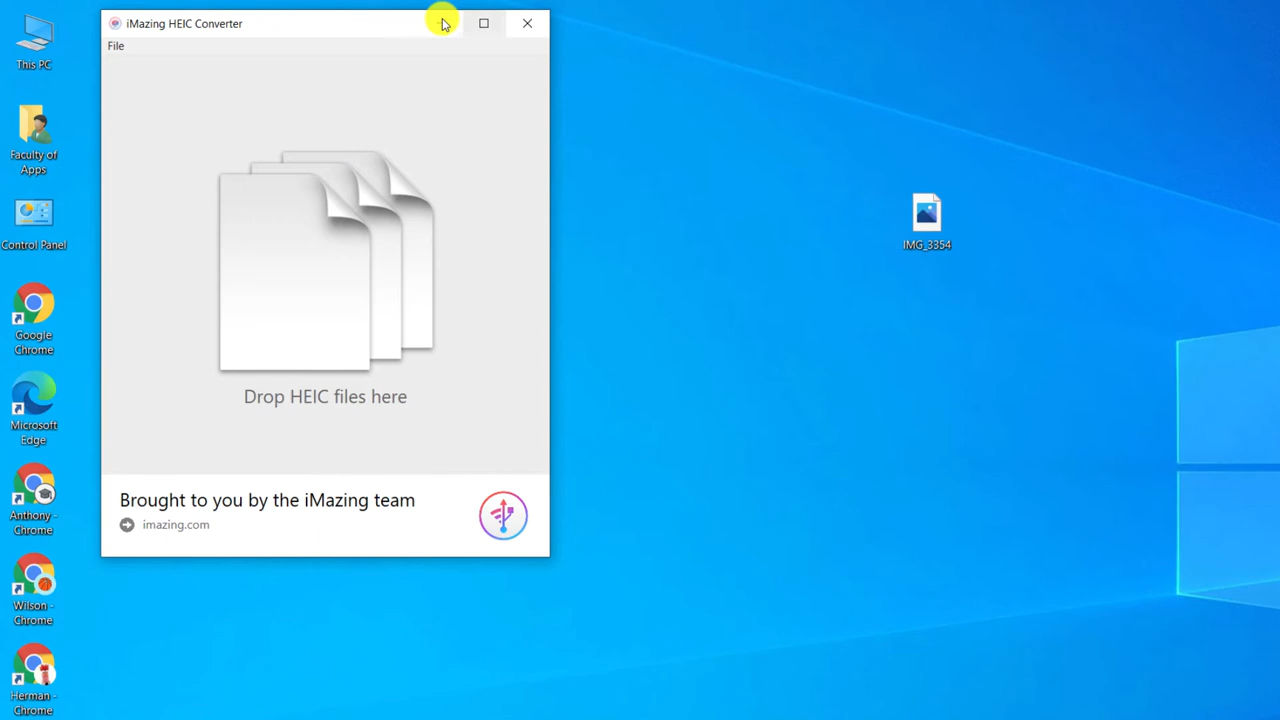 This PC
Faculty of
Apps
Control Panel
Google
Chrome
Microsoft
Edge
Anthony -
Chrome
Wilson -
Chrome
Herman -
Chrome
iMazing HEIC Converter
File
Drop HEIC files here
Brought to you by the iMazing team
imazing.com
IMG_3354